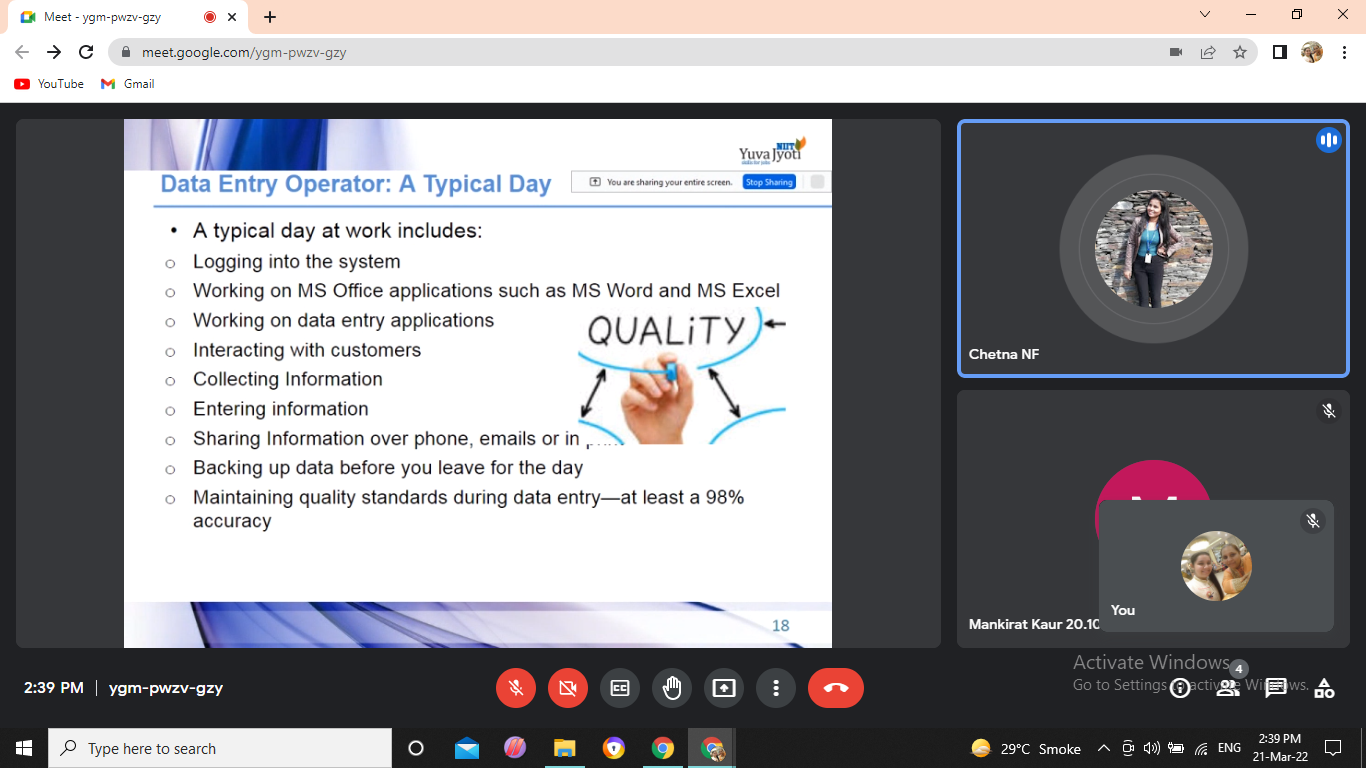 Meet - ygm-pwzv-gzy
meet.google.com/ygm-pwzv-gzy
YouTube
Gmail
NIIT
Yuva Jyoti
skills for jobs
Data Entry Operator: A Typical Day
You are sharing your entire screen.
Stop Sharing
• A typical day at work includes:
o Logging into the system
o Working on MS Office applications such as MS Word and MS Excel
o Working on data entry applications
o Interacting with customers
o Collecting Information
o Entering information
o Sharing Information over phone, emails or in
o Backing up data before you leave for the day
o Maintaining quality standards during data entry—at least a 98%
accuracy
QUALiTY
18
Chetna NF
Mankirat Kaur 20.10
You
Activate Windows
Go to Settings to activate Windows.
2:39 PM | ygm-pwzv-gzy
CC
4
Type here to search
29°C Smoke
ENG
2:39 PM
21-Mar-22